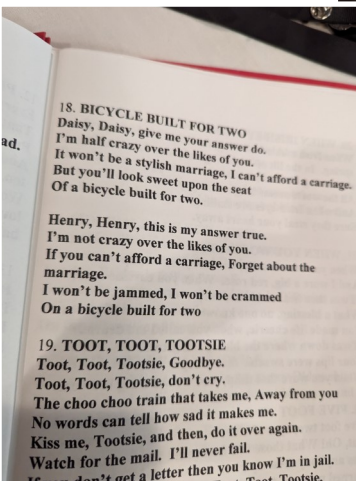 ad.
18. BICYCLE BUILT FOR TWO
Daisy, Daisy, give me your answer do.
I'm half crazy over the likes of you.
It won't be a stylish marriage, I can't afford a carriage.
But you'll look sweet upon the seat
Of a bicycle built for two.
Henry, Henry, this is my answer true.
I'm not crazy over the likes of you.
If you can't afford a carriage, Forget about the
marriage.
I won't be jammed, I won't be crammed
On a bicycle built for two
19. TOOT, TOOT, TOOTSIE
Toot, Toot, Tootsie, Goodbye.
Toot, Toot, Tootsie, don't cry.
The choo choo train that takes me, Away from you
No words can tell how sad it makes me.
Kiss me, Tootsie, and then, do it over again.
Watch for the mail. I'll never fail.
If you don't get a letter then you know I'm in jail.
Toot, Tootsie,